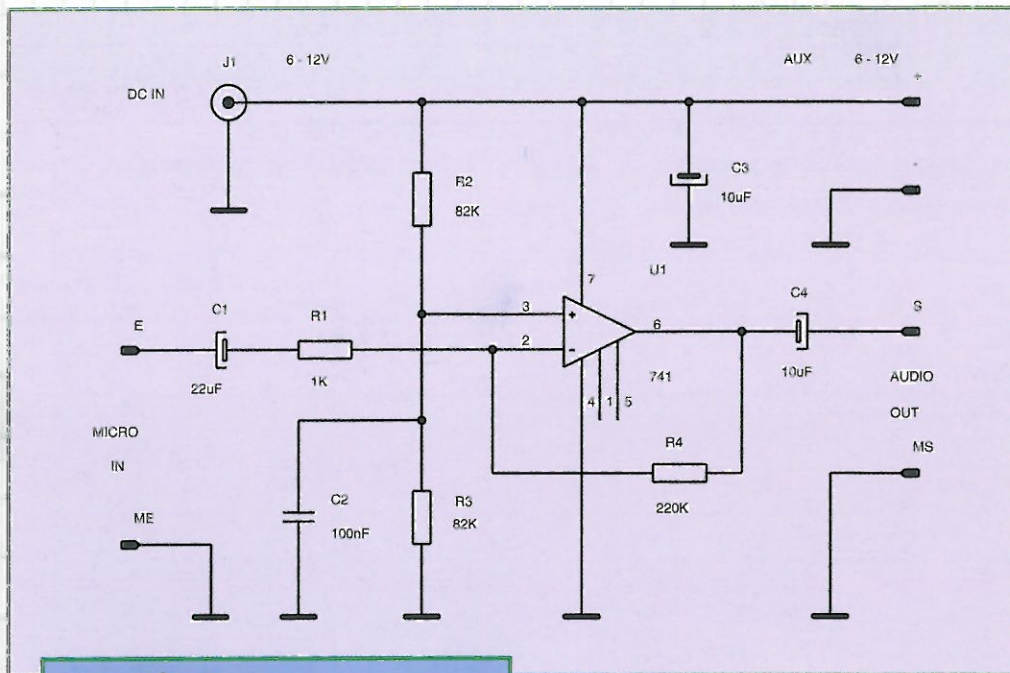 J1 6 - 12V AUX 6 - 12V
+
DC IN
R2
82K
C3
10uF
7
U1
E C1 R1 3 + C4 S
2 - 6
22uF 1K 741 10uF AUDIO
4 1 5 OUT
MICRO R4 MS
IN
C2 R3 220K
100nF 82K
ME